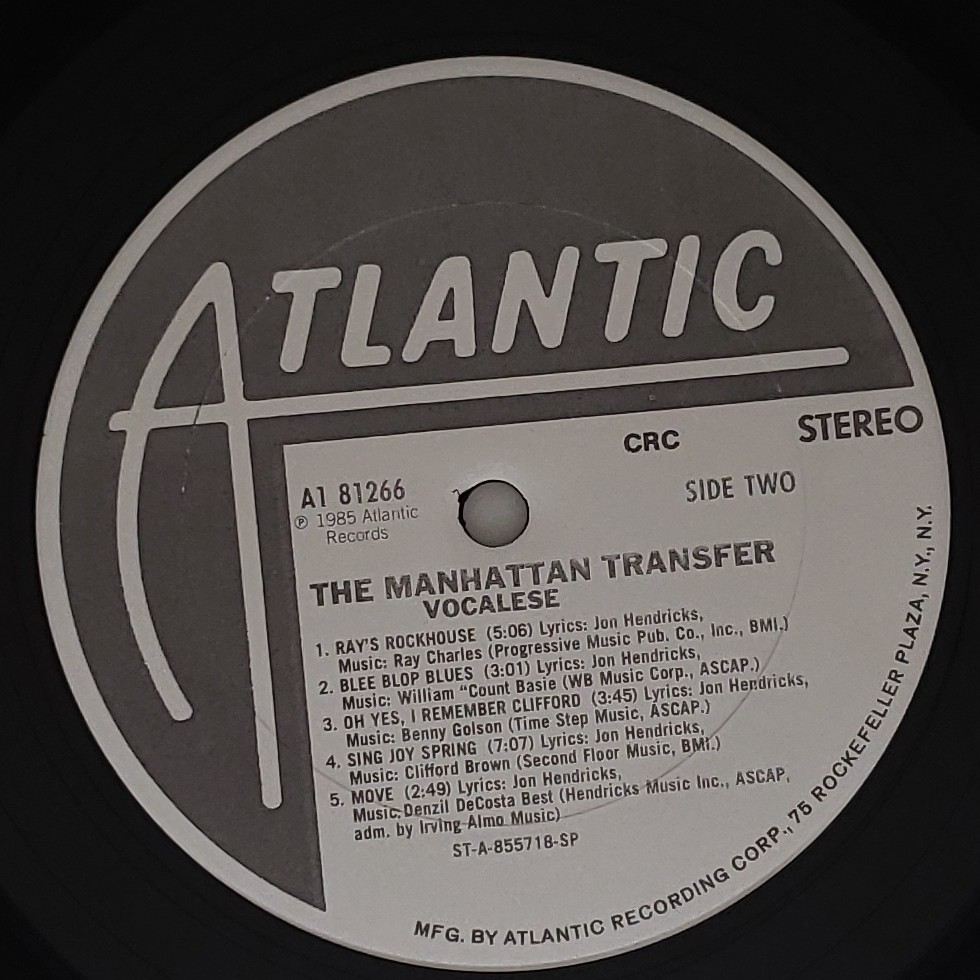 ATLANTIC
CRC
STEREO
A1 81266
SIDE TWO
℗ 1985 Atlantic
Records
THE MANHATTAN TRANSFER
VOCALESE
1. RAY'S ROCKHOUSE (5:06) Lyrics: Jon Hendricks,
Music: Ray Charles (Progressive Music Pub. Co., Inc., BMI.)
2. BLEE BLOP BLUES (3:01) Lyrics: Jon Hendricks,
Music: William "Count Basie (WB Music Corp., ASCAP.)
3. OH YES, I REMEMBER CLIFFORD (3:45) Lyrics: Jon Hendricks,
Music: Benny Golson (Time Step Music, ASCAP.)
4. SING JOY SPRING (7:07) Lyrics: Jon Hendricks,
Music: Clifford Brown (Second Floor Music, BMI.)
5. MOVE (2:49) Lyrics: Jon Hendricks,
Music: Denzil DeCosta Best (Hendricks Music Inc., ASCAP,
adm. by Irving-Almo Music)
ST-A-855718-SP
MFG. BY ATLANTIC RECORDING CORP., 75 ROCKEFELLER PLAZA, N.Y., N.Y.